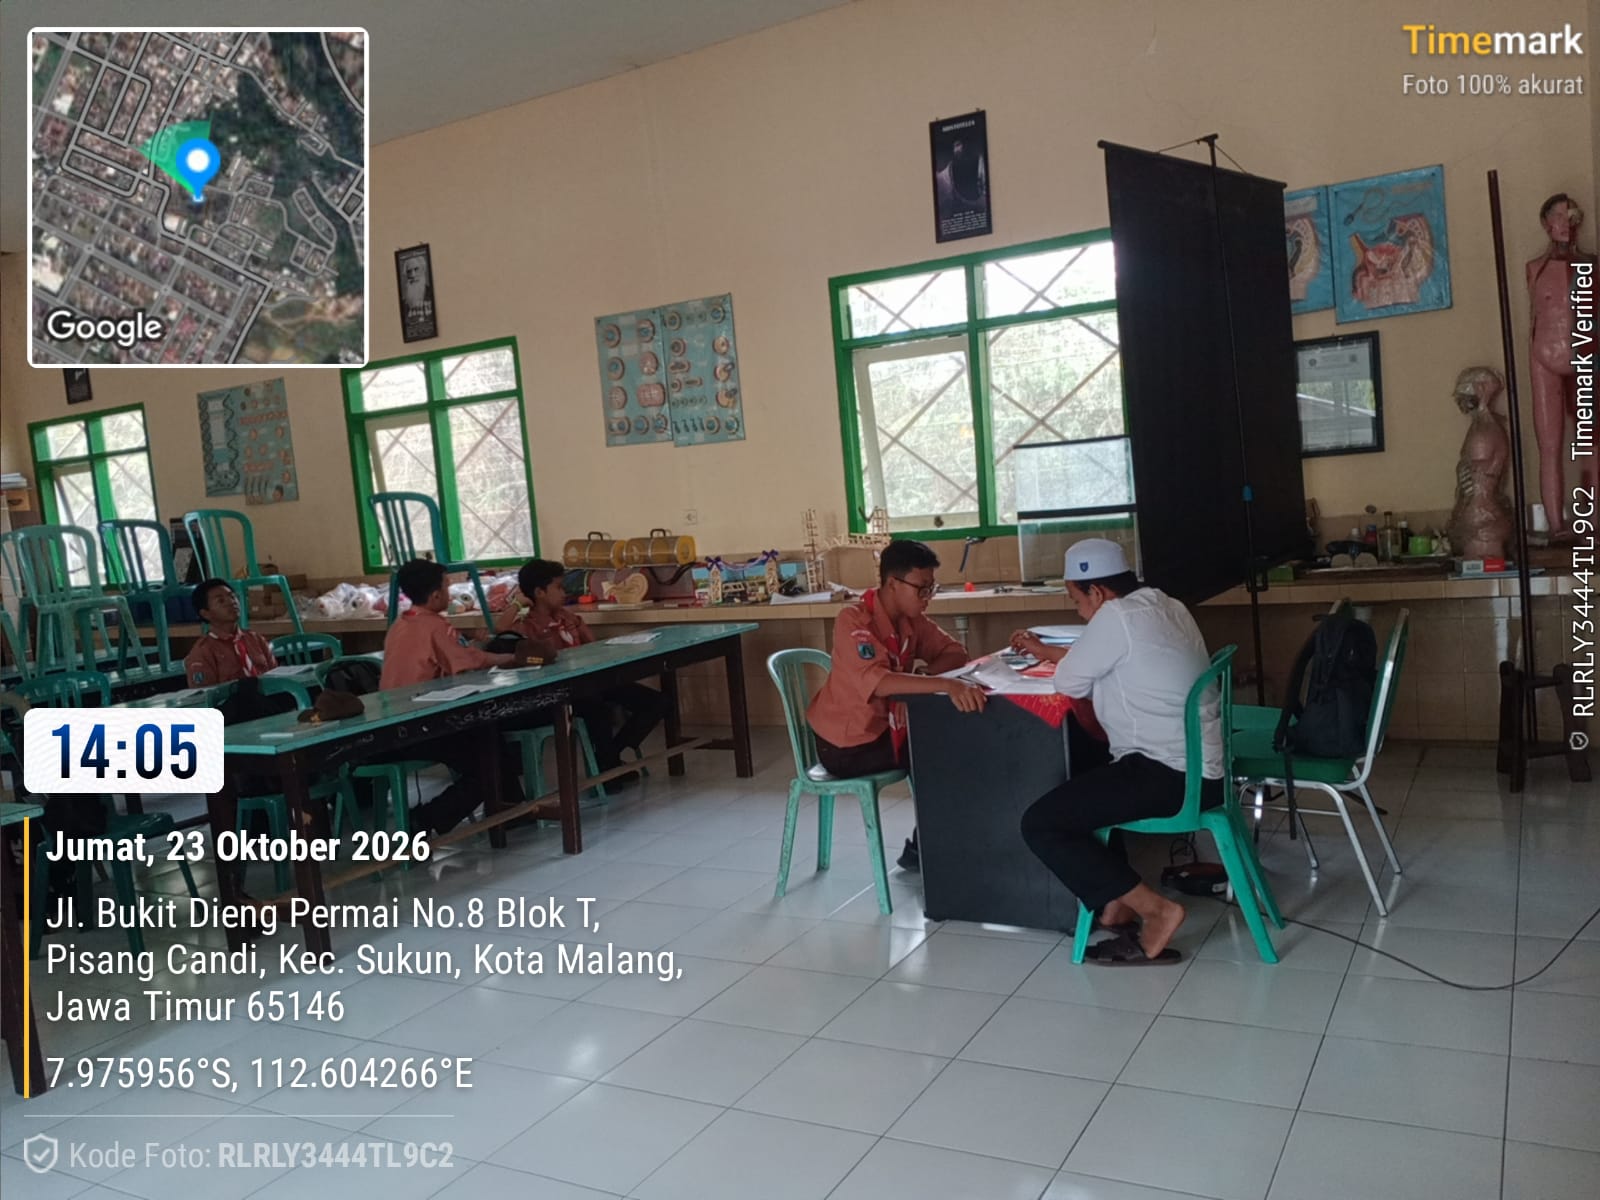 Google
Timemark
Foto 100% akurat
14:05
Jumat, 23 Oktober 2026
Jl. Bukit Dieng Permai No.8 Blok T,
Pisang Candi, Kec. Sukun, Kota Malang,
Jawa Timur 65146
7.975956°S, 112.604266°E
Kode Foto: RLRLY3444TL9C2
RLRLY3444TL9C2 Timemark Verified